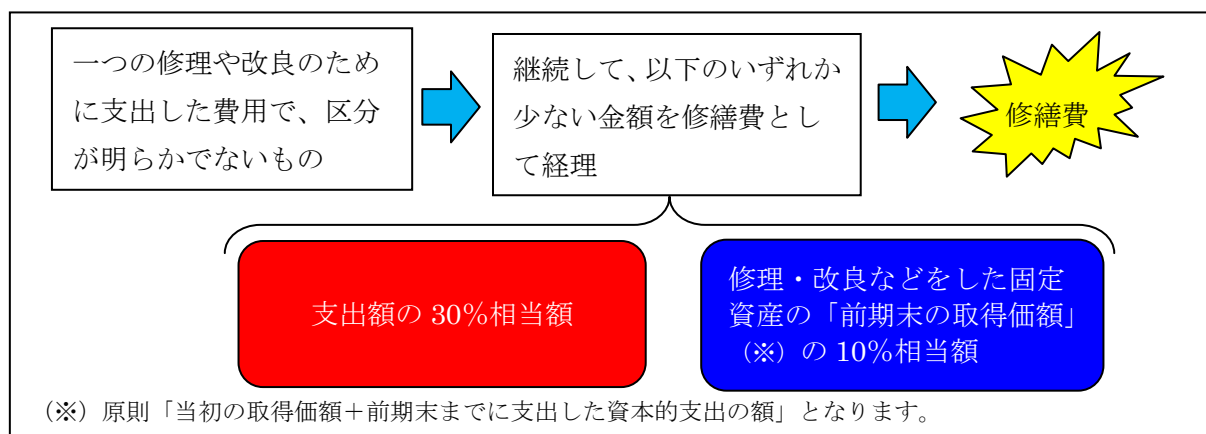 一つの修理や改良のため
に支出した費用で、区分
が明らかでないもの
継続して、以下のいずれか
少ない金額を修繕費とし
て経理
修繕費
支出額の 30%相当額
修理・改良などをした固定
資産の「前期末の取得価額」
(※)の 10%相当額
(※)原則「当初の取得価額+前期末までに支出した資本的支出の額」となります。